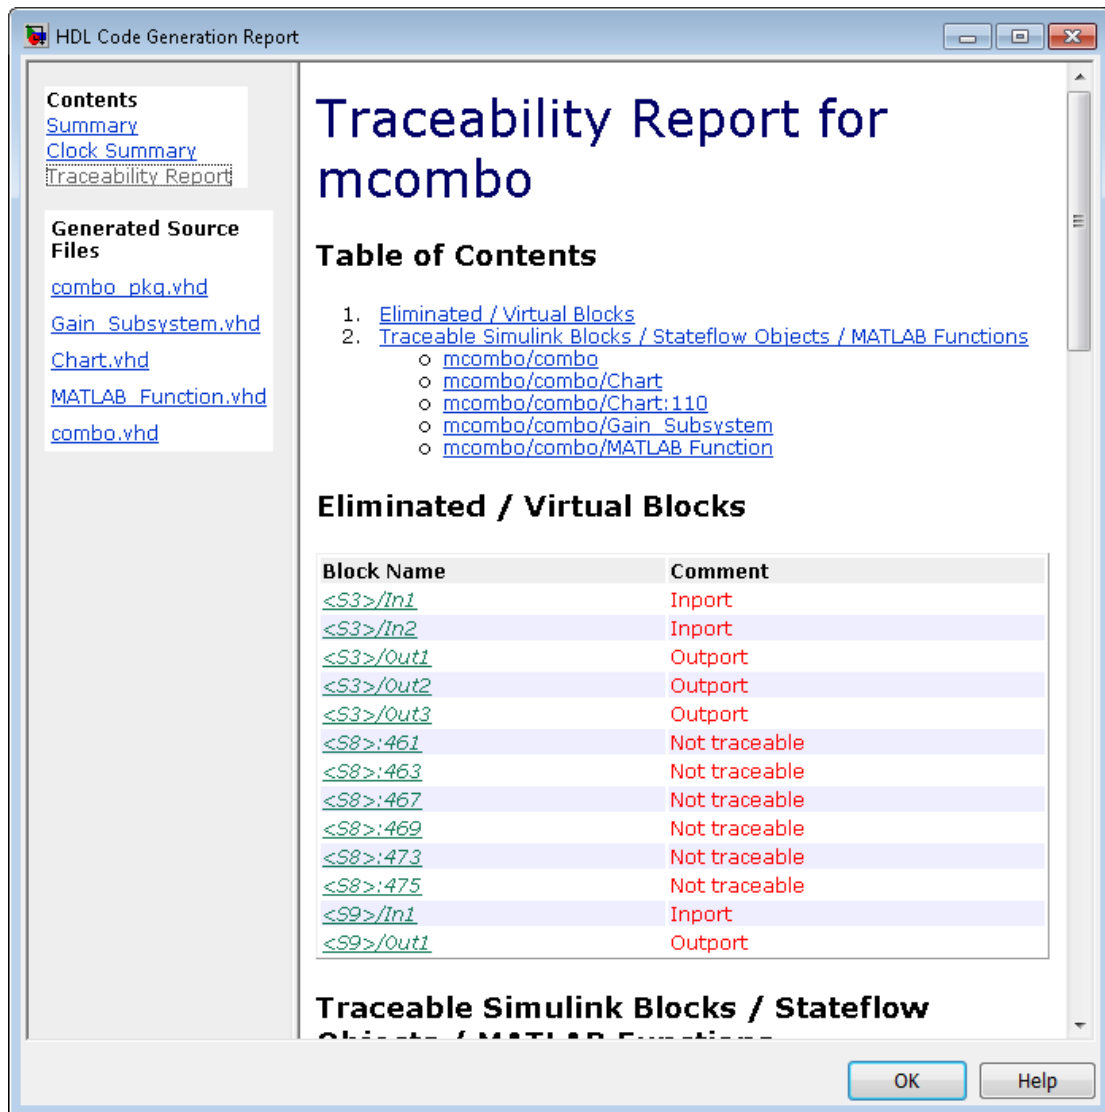 HDL Code Generation Report
Contents
Summary
Clock Summary
Traceability Report
Generated Source
Files
combo_pkg.vhd
Gain_Subsystem.vhd
Chart.vhd
MATLAB_Function.vhd
combo.vhd
Traceability Report for
mcombo
Table of Contents
1. Eliminated / Virtual Blocks
2. Traceable Simulink Blocks / Stateflow Objects / MATLAB Functions
o mcombo/combo
o mcombo/combo/Chart
o mcombo/combo/Chart:110
o mcombo/combo/Gain_Subsystem
o mcombo/combo/MATLAB Function
Eliminated / Virtual Blocks
Block Name Comment
<S3>/In1 Inport
<S3>/In2 Inport
<S3>/Out1 Outport
<S3>/Out2 Outport
<S3>/Out3 Outport
<S8>:461 Not traceable
<S8>:463 Not traceable
<S8>:467 Not traceable
<S8>:469 Not traceable
<S8>:473 Not traceable
<S8>:475 Not traceable
<S9>/In1 Inport
<S9>/Out1 Outport
Traceable Simulink Blocks / Stateflow
Objects / MATLAB Functions
OK Help